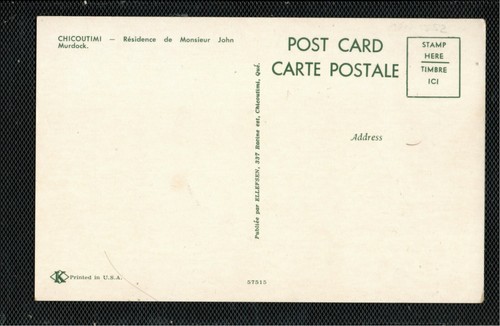 CHICOUTIMI — Résidence de Monsieur John
Murdock.
POST CARD
CARTE POSTALE
STAMP
HERE
TIMBRE
ICI
Address
Publiée par ELLEFSEN, 337 Racine est, Chicoutimi, Qué.
K Printed in U.S.A.
57515